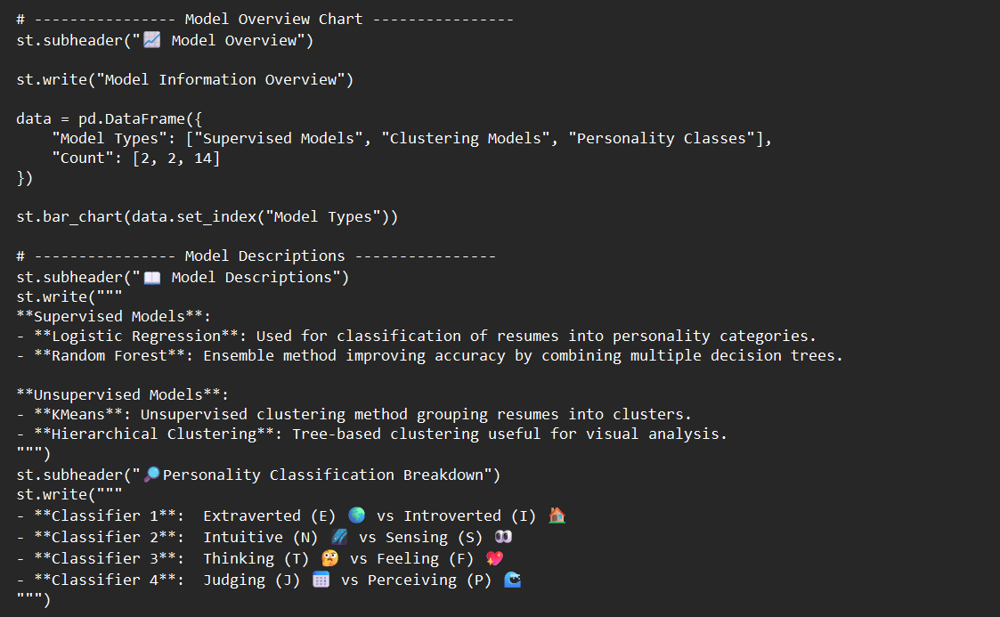 # ---------------- Model Overview Chart ----------------
st.subheader("📈 Model Overview")
st.write("Model Information Overview")
data = pd.DataFrame({
    "Model Types": ["Supervised Models", "Clustering Models", "Personality Classes"],
    "Count": [2, 2, 14]
})
st.bar_chart(data.set_index("Model Types"))
# ---------------- Model Descriptions ----------------
st.subheader("📖 Model Descriptions")
st.write("""
**Supervised Models**:
- **Logistic Regression**: Used for classification of resumes into personality categories.
- **Random Forest**: Ensemble method improving accuracy by combining multiple decision trees.
**Unsupervised Models**:
- **KMeans**: Unsupervised clustering method grouping resumes into clusters.
- **Hierarchical Clustering**: Tree-based clustering useful for visual analysis.
""")
st.subheader("🔎Personality Classification Breakdown")
st.write("""
- **Classifier 1**:  Extraverted (E) 🌍 vs Introverted (I) 🏠
- **Classifier 2**:  Intuitive (N) 🌌 vs Sensing (S) 👀
- **Classifier 3**:  Thinking (T) 🤔 vs Feeling (F) 💖
- **Classifier 4**:  Judging (J) 📅 vs Perceiving (P) 🌊
""")